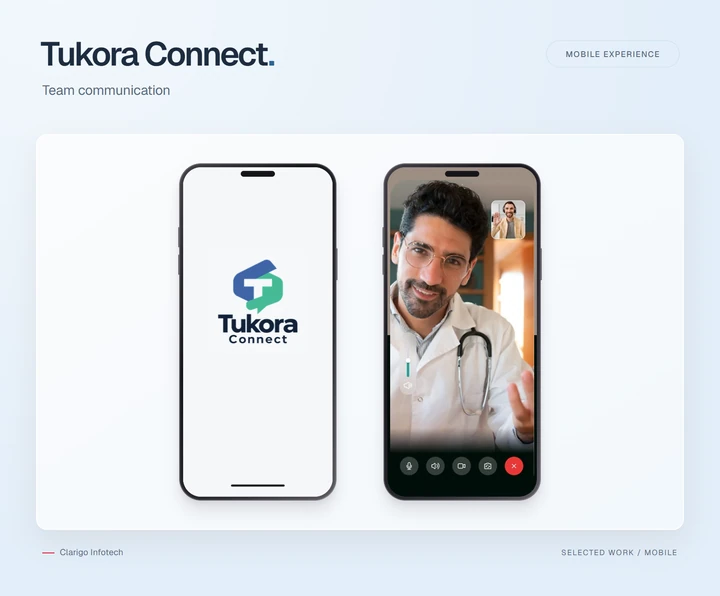 Tukora Connect.
MOBILE EXPERIENCE
Team communication
T
Tukora
Connect
Clarigo Infotech
SELECTED WORK / MOBILE